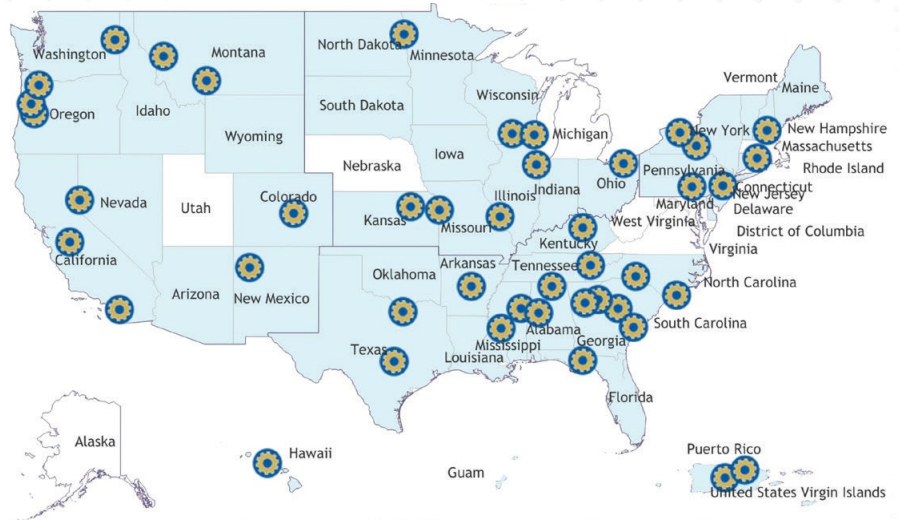 Washington
Montana
North Dakota
Minnesota
Vermont
Maine
Oregon
Idaho
South Dakota
Wisconsin
Michigan
New York
New Hampshire
Massachusetts
Wyoming
Iowa
Nebraska
Illinois
Indiana
Ohio
Pennsylvania
Rhode Island
Connecticut
New Jersey
Nevada
Utah
Colorado
Kansas
Missouri
West Virginia
Maryland
Delaware
District of Columbia
Virginia
Kentucky
California
Arizona
New Mexico
Oklahoma
Arkansas
Tennessee
North Carolina
Texas
Louisiana
Mississippi
Alabama
Georgia
South Carolina
Florida
Alaska
Hawaii
Guam
Puerto Rico
United States Virgin Islands